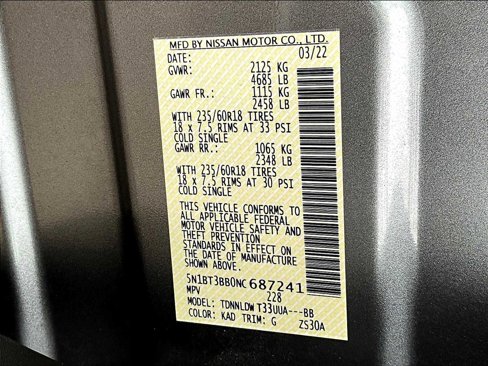 MFD BY NISSAN MOTOR CO., LTD.
DATE: 03/22
GVWR: 2125 KG
4685 LB
GAWR FR.: 1115 KG
2458 LB
WITH 235/60R18 TIRES
18 x 7.5 RIMS AT 33 PSI
COLD SINGLE
GAWR RR.: 1065 KG
2348 LB
WITH 235/60R18 TIRES
18 x 7.5 RIMS AT 30 PSI
COLD SINGLE
THIS VEHICLE CONFORMS TO
ALL APPLICABLE FEDERAL
MOTOR VEHICLE SAFETY AND
THEFT PREVENTION
STANDARDS IN EFFECT ON
THE DATE OF MANUFACTURE
SHOWN ABOVE.
5N1BT3BB0NC687241
MPV 228
MODEL: TDNNLDWT33UUA---BB
COLOR: KAD TRIM: G ZS30A